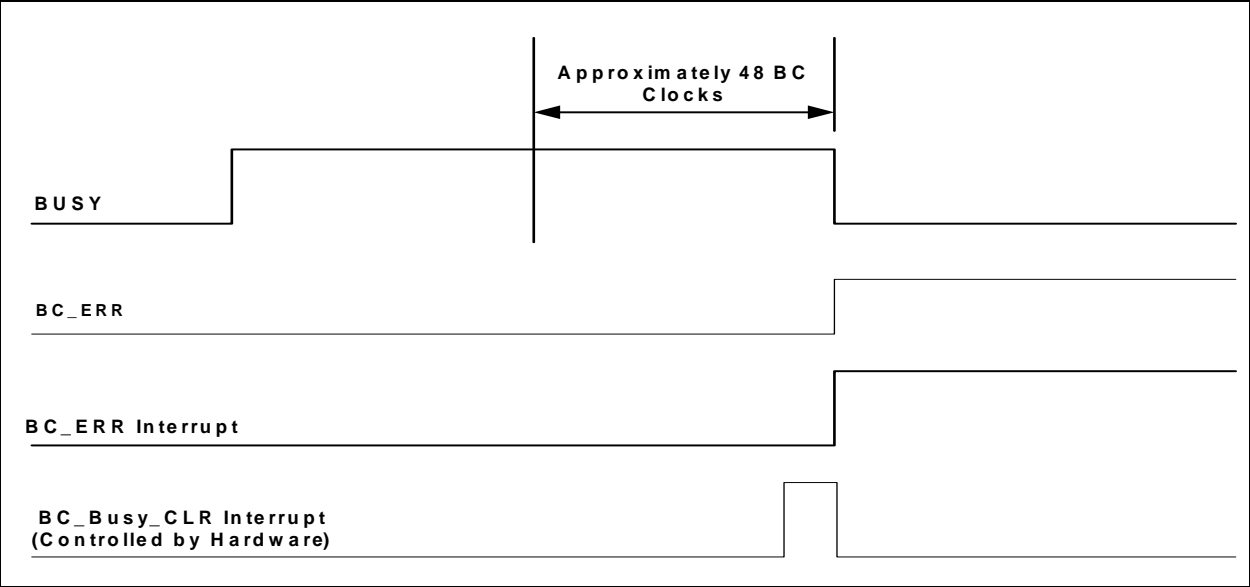 Approximately 48 BC
Clocks
BUSY
BC_ERR
BC_ERR Interrupt
BC_Busy_CLR Interrupt
(Controlled by Hardware)